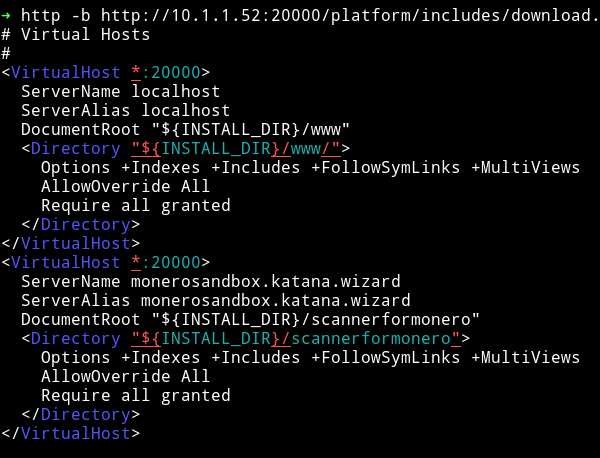 ➜ http -b http://10.1.1.52:20000/platform/includes/download.
# Virtual Hosts
#
<VirtualHost *:20000>
  ServerName localhost
  ServerAlias localhost
  DocumentRoot "${INSTALL_DIR}/www"
  <Directory "${INSTALL_DIR}/www/">
    Options +Indexes +Includes +FollowSymLinks +MultiViews
    AllowOverride All
    Require all granted
  </Directory>
</VirtualHost>
<VirtualHost *:20000>
  ServerName monerosandbox.katana.wizard
  ServerAlias monerosandbox.katana.wizard
  DocumentRoot "${INSTALL_DIR}/scannerformonero"
  <Directory "${INSTALL_DIR}/scannerformonero">
    Options +Indexes +Includes +FollowSymLinks +MultiViews
    AllowOverride All
    Require all granted
  </Directory>
</VirtualHost>